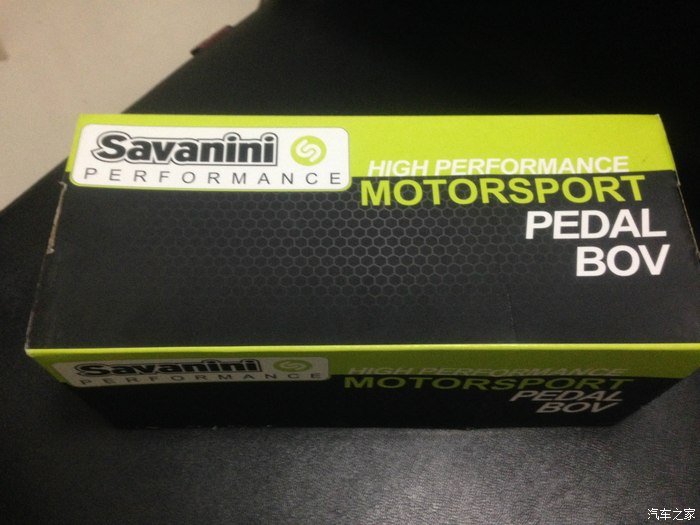 Savanini
PERFORMANCE
HIGH PERFORMANCE
MOTORSPORT
PEDAL
BOV
Savanini
PERFORMANCE
HIGH PERFORMANCE
MOTORSPORT
PEDAL
BOV
汽车之家